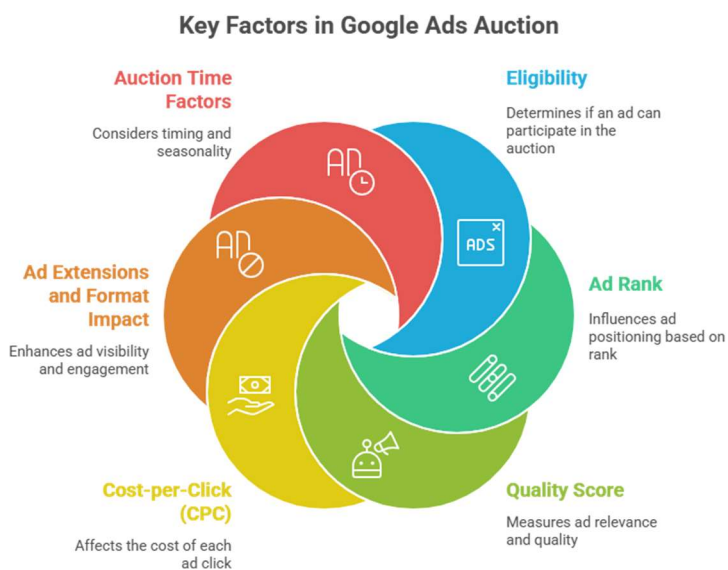 Key Factors in Google Ads Auction
Auction Time
Factors
Considers timing and
seasonality
Eligibility
Determines if an ad can
participate in the
auction
ADS
Ad Extensions
and Format
Impact
Enhances ad visibility
and engagement
Ad Rank
Influences ad
positioning based on
rank
Cost-per-Click
(CPC)
Affects the cost of each
ad click
Quality Score
Measures ad relevance
and quality